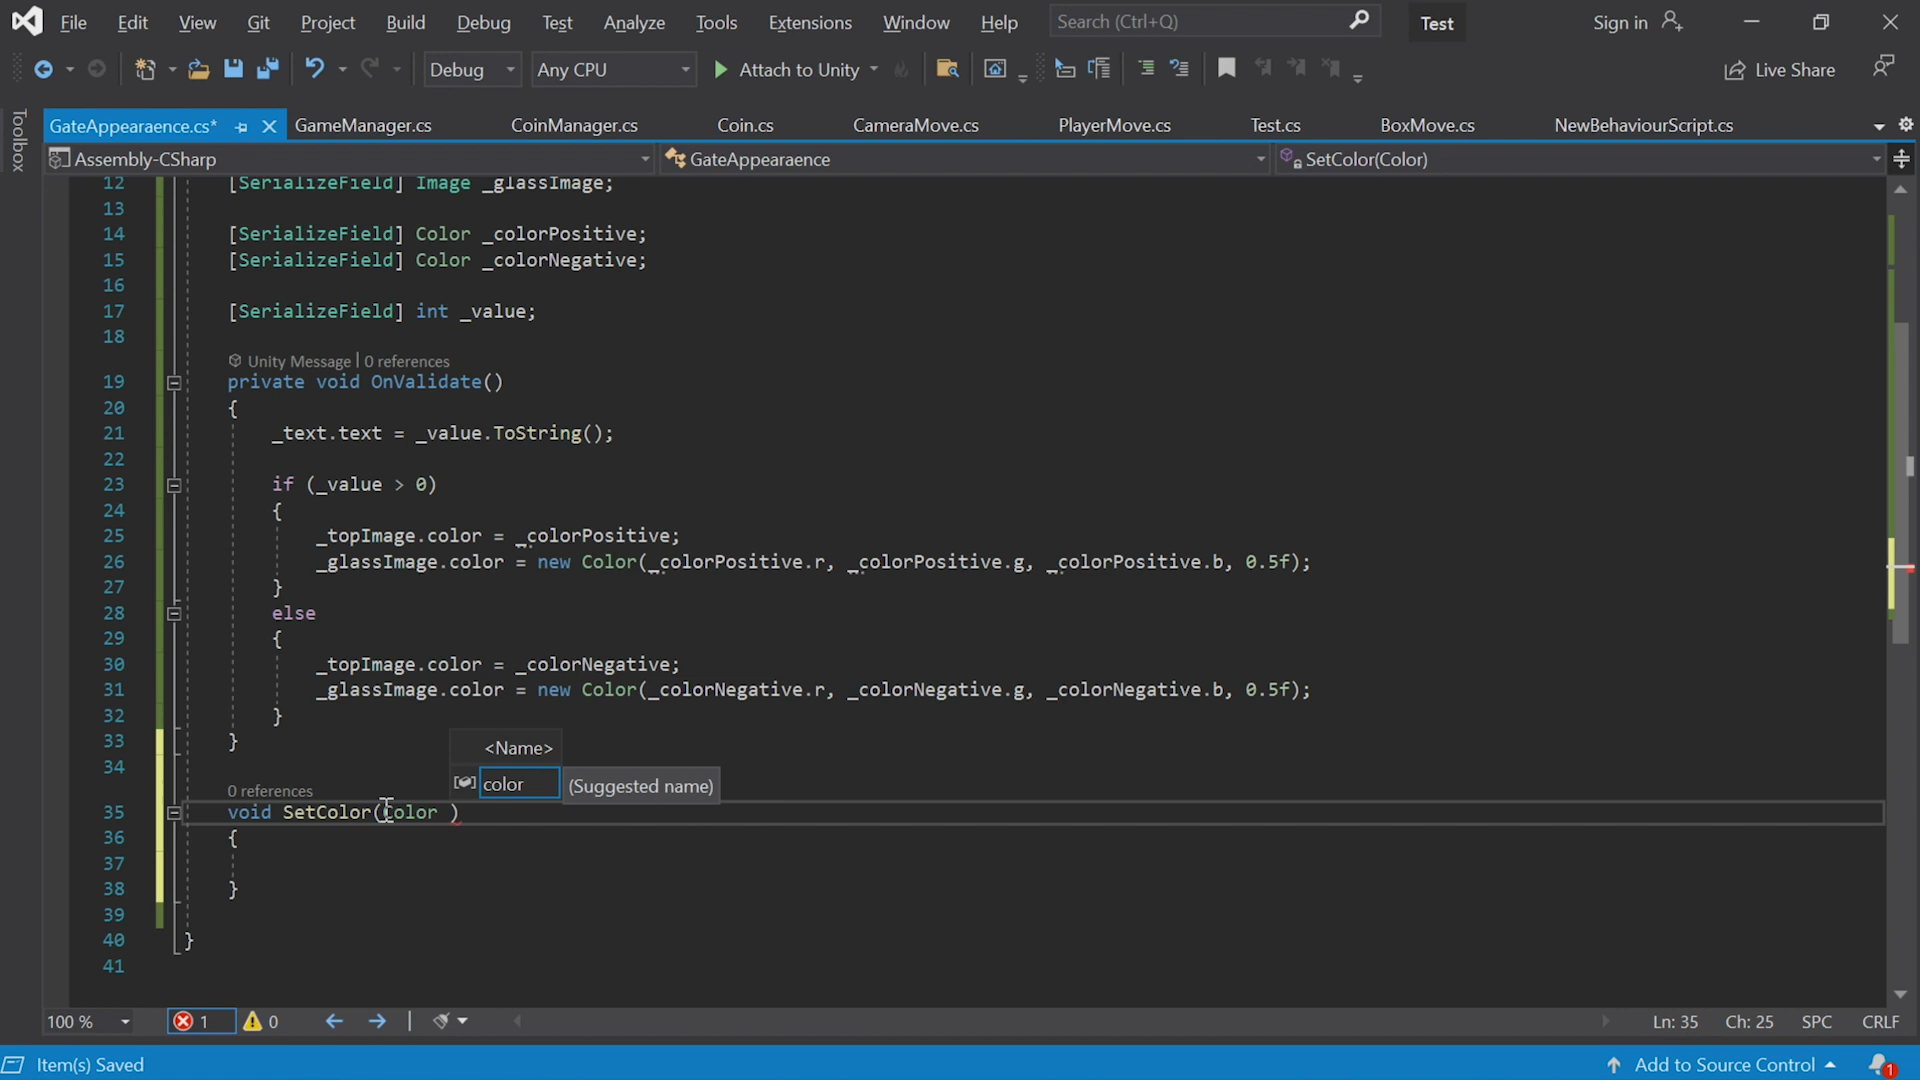 File Edit View Git Project Build Debug Test Analyze Tools Extensions Window Help Search (Ctrl+Q) Test Sign in
Debug Any CPU Attach to Unity Live Share
Toolbox
GateAppearaence.cs* GameManager.cs CoinManager.cs Coin.cs CameraMove.cs PlayerMove.cs Test.cs BoxMove.cs NewBehaviourScript.cs
Assembly-CSharp GateAppearaence SetColor(Color)
12 [SerializeField] Image _glassImage;
13
14 [SerializeField] Color _colorPositive;
15 [SerializeField] Color _colorNegative;
16
17 [SerializeField] int _value;
18
Unity Message | 0 references
19 private void OnValidate()
20 {
21 _text.text = _value.ToString();
22
23 if (_value > 0)
24 {
25 _topImage.color = _colorPositive;
26 _glassImage.color = new Color(_colorPositive.r, _colorPositive.g, _colorPositive.b, 0.5f);
27 }
28 else
29 {
30 _topImage.color = _colorNegative;
31 _glassImage.color = new Color(_colorNegative.r, _colorNegative.g, _colorNegative.b, 0.5f);
32 }
33 }
<Name>
34
color (Suggested name)
0 references
35 void SetColor(Color )
36 {
37
38 }
39
40 }
41
100 % 1 0 Ln: 35 Ch: 25 SPC CRLF
Item(s) Saved Add to Source Control 1